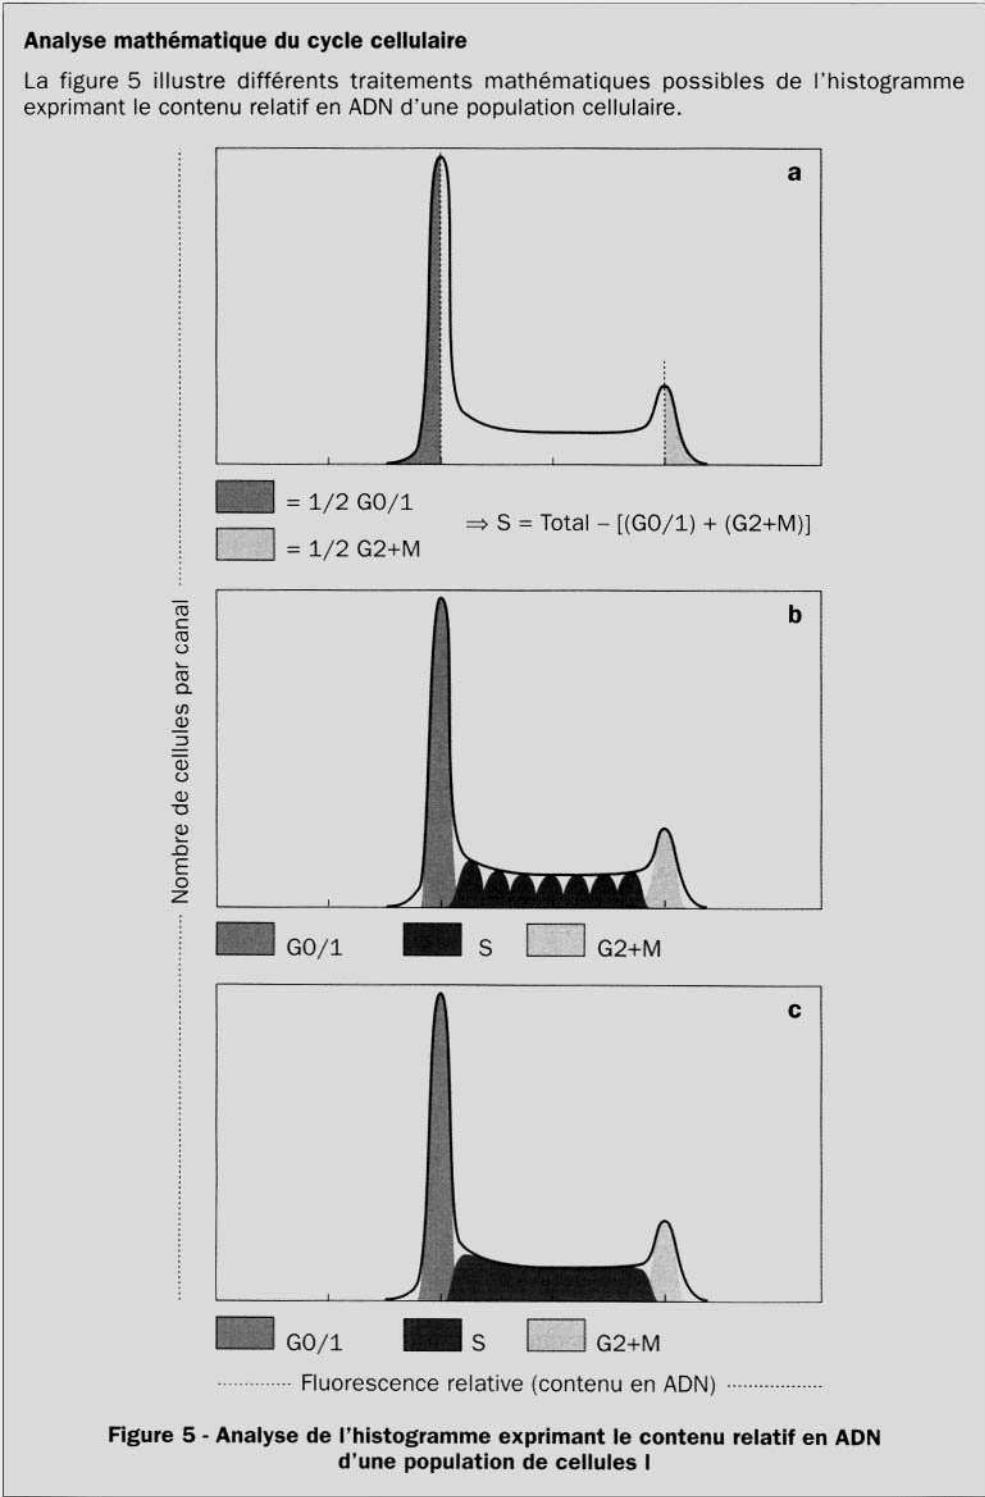 Analyse mathématique du cycle cellulaire
La figure 5 illustre différents traitements mathématiques possibles de l'histogramme
exprimant le contenu relatif en ADN d'une population cellulaire.
a
= 1/2 G0/1
= 1/2 G2+M
⇒ S = Total – [(G0/1) + (G2+M)]
Nombre de cellules par canal
b
G0/1 S G2+M
c
G0/1 S G2+M
Fluorescence relative (contenu en ADN)
Figure 5 - Analyse de l'histogramme exprimant le contenu relatif en ADN
d'une population de cellules I